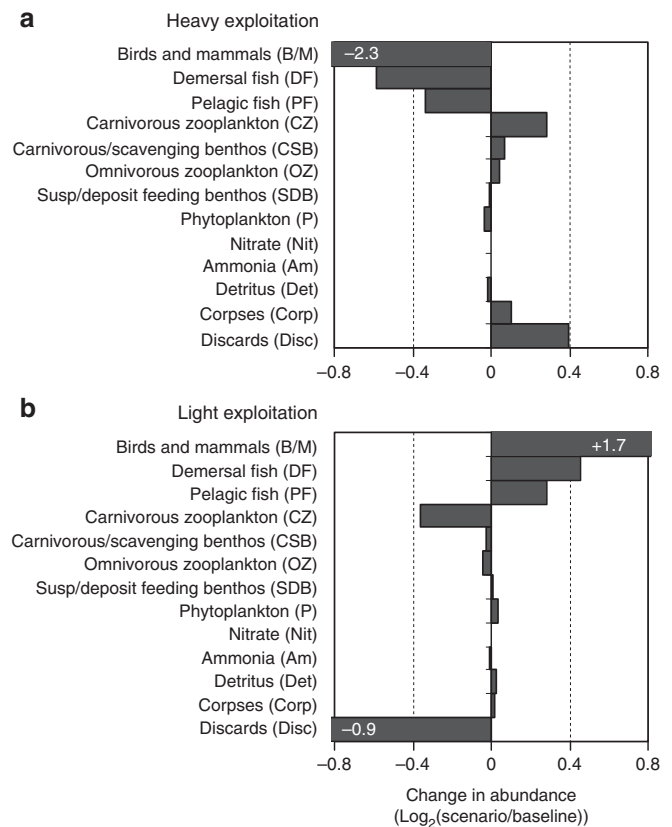 a
Heavy exploitation
Birds and mammals (B/M)
−2.3
Demersal fish (DF)
Pelagic fish (PF)
Carnivorous zooplankton (CZ)
Carnivorous/scavenging benthos (CSB)
Omnivorous zooplankton (OZ)
Susp/deposit feeding benthos (SDB)
Phytoplankton (P)
Nitrate (Nit)
Ammonia (Am)
Detritus (Det)
Corpses (Corp)
Discards (Disc)
−0.8 −0.4 0 0.4 0.8
b
Light exploitation
Birds and mammals (B/M)
+1.7
Demersal fish (DF)
Pelagic fish (PF)
Carnivorous zooplankton (CZ)
Carnivorous/scavenging benthos (CSB)
Omnivorous zooplankton (OZ)
Susp/deposit feeding benthos (SDB)
Phytoplankton (P)
Nitrate (Nit)
Ammonia (Am)
Detritus (Det)
Corpses (Corp)
Discards (Disc)
−0.9
−0.8 −0.4 0 0.4 0.8
Change in abundance
(Log₂(scenario/baseline))